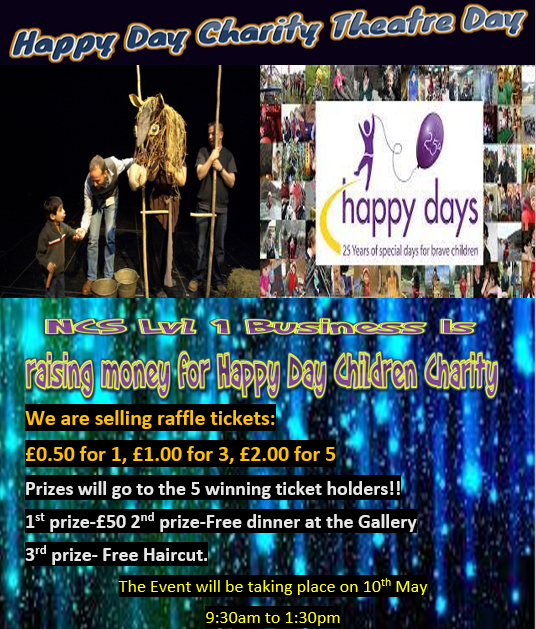 Happy Day Charity Theatre Day
25
happy days
25 Years of special days for brave children
NCS Lvl 1 Business Is
raising money for Happy Day Children Charity
We are selling raffle tickets:
£0.50 for 1, £1.00 for 3, £2.00 for 5
Prizes will go to the 5 winning ticket holders!!
1st prize-£50 2nd prize-Free dinner at the Gallery
3rd prize- Free Haircut.
The Event will be taking place on 10th May
9:30am to 1:30pm